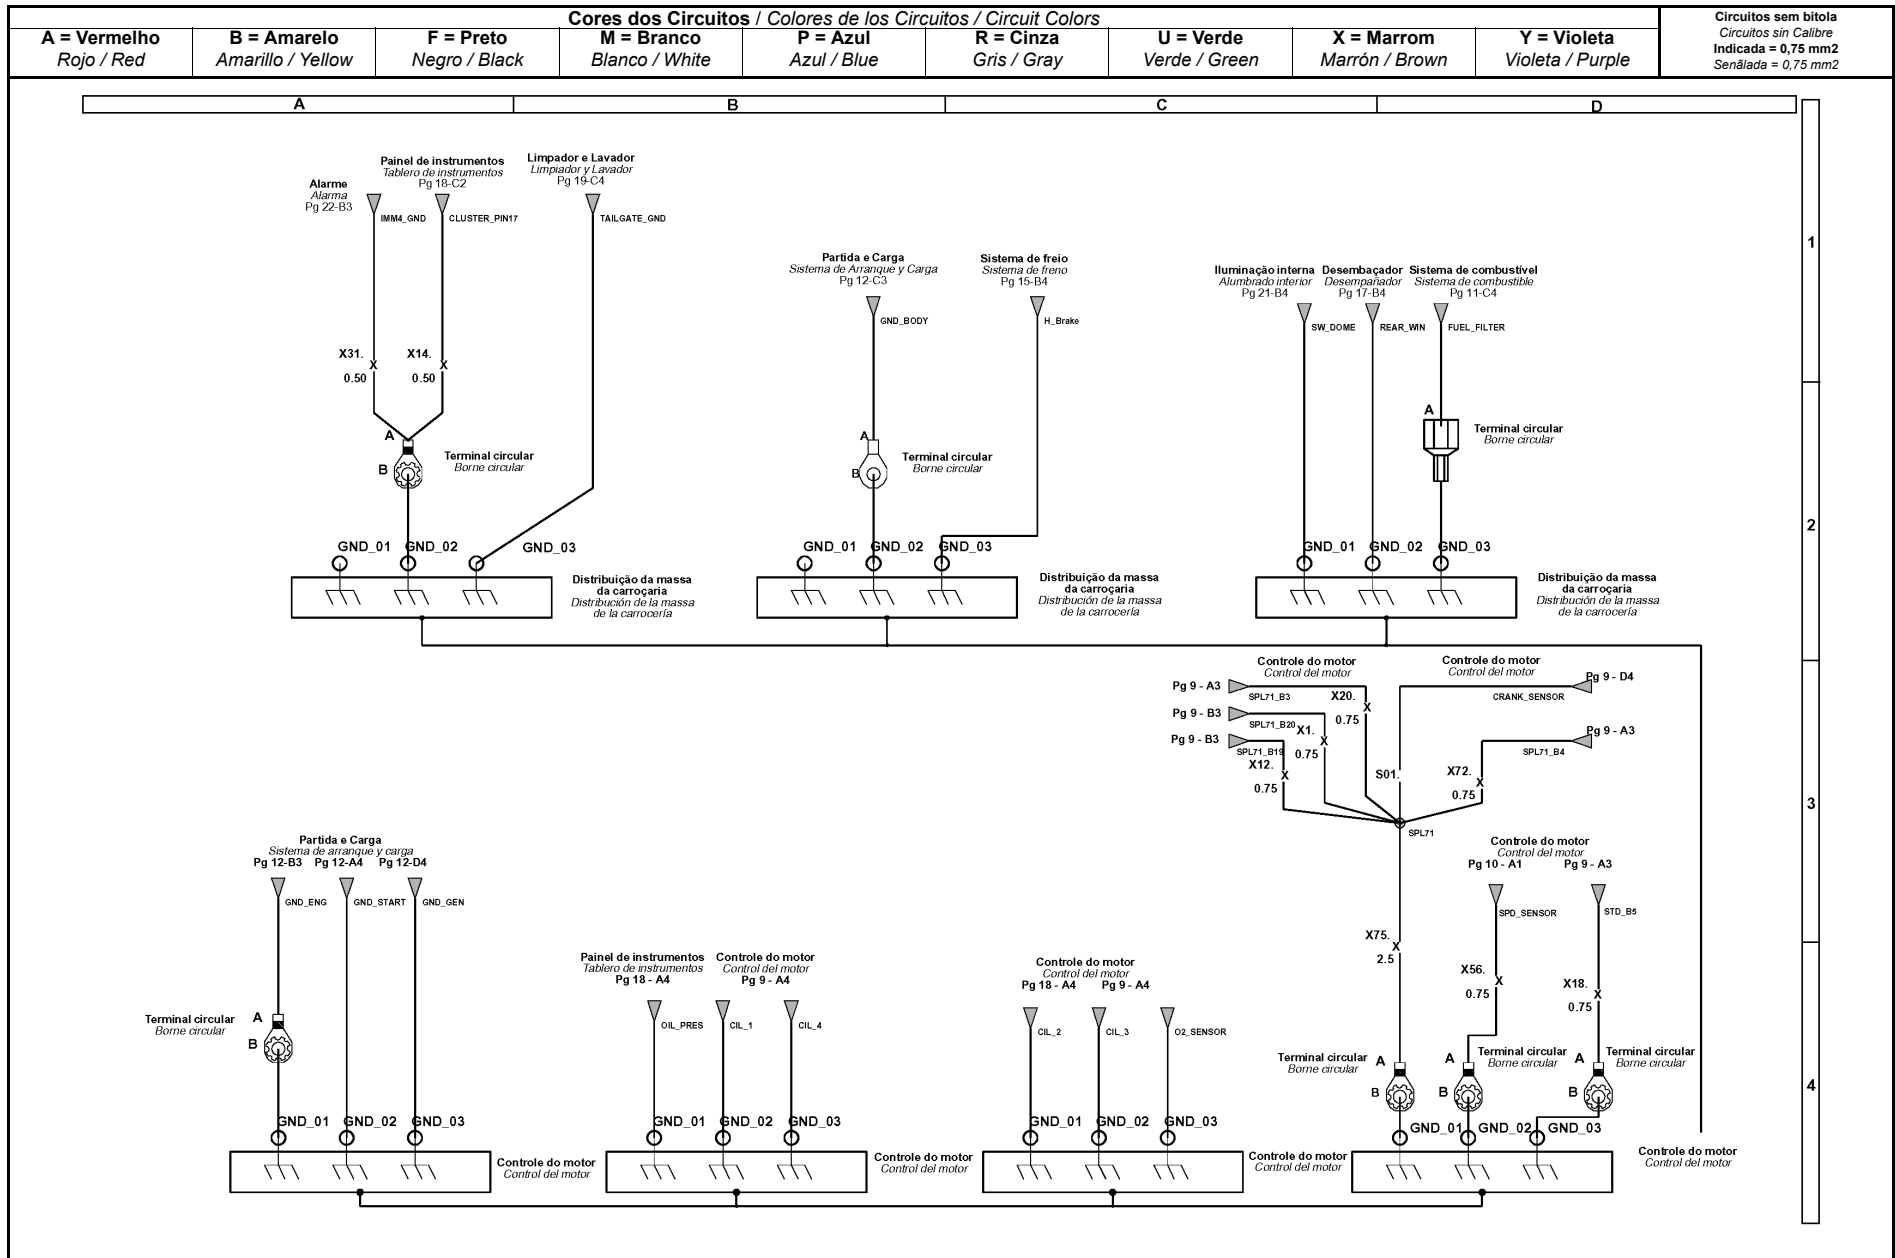 Cores dos Circuitos / Colores de los Circuitos / Circuit Colors
A = Vermelho
Rojo / Red
B = Amarelo
Amarillo / Yellow
F = Preto
Negro / Black
M = Branco
Blanco / White
P = Azul
Azul / Blue
R = Cinza
Gris / Gray
U = Verde
Verde / Green
X = Marrom
Marrón / Brown
Y = Violeta
Violeta / Purple
Circuitos sem bitola
Circuitos sin Calibre
Indicada = 0,75 mm2
Senãlada = 0,75 mm2
A
B
C
D
1
2
3
4
Alarme
Alarma
Pg 22-B3
IMM4_GND
Painel de instrumentos
Tablero de instrumentos
Pg 18-C2
CLUSTER_PIN17
Limpador e Lavador
Limpiador y Lavador
Pg 19-C4
TAILGATE_GND
X31.
X
0.50
X14.
X
0.50
A
B
Terminal circular
Borne circular
GND_01
GND_02
GND_03
Distribuição da massa
da carroçaria
Distribución de la massa
de la carrocería
Partida e Carga
Sistema de Arranque y Carga
Pg 12-C3
GND_BODY
Sistema de freio
Sistema de freno
Pg 15-B4
H_Brake
A
B
Terminal circular
Borne circular
GND_01
GND_02
GND_03
Distribuição da massa
da carroçaria
Distribución de la massa
de la carrocería
Iluminação interna
Alumbrado interior
Pg 21-B4
SW_DOME
Desembaçador
Desempañador
Pg 17-B4
REAR_WIN
Sistema de combustível
Sistema de combustible
Pg 11-C4
FUEL_FILTER
A
Terminal circular
Borne circular
GND_01
GND_02
GND_03
Distribuição da massa
da carroçaria
Distribución de la massa
de la carrocería
Controle do motor
Control del motor
Pg 9 - A3
SPL71_B3
X20.
X
0.75
Pg 9 - B3
SPL71_B20
X1.
X
0.75
Pg 9 - B3
SPL71_B19
X12.
X
0.75
Controle do motor
Control del motor
Pg 9 - D4
CRANK_SENSOR
S01.
Pg 9 - A3
SPL71_B4
X72.
X
0.75
SPL71
Partida e Carga
Sistema de arranque y carga
Pg 12-B3
Pg 12-A4
Pg 12-D4
GND_ENG
GND_START
GND_GEN
Terminal circular
Borne circular
A
B
GND_01
GND_02
GND_03
Controle do motor
Control del motor
Painel de instrumentos
Tablero de instrumentos
Pg 18 - A4
OIL_PRES
Controle do motor
Control del motor
Pg 9 - A4
CIL_1
CIL_4
GND_01
GND_02
GND_03
Controle do motor
Control del motor
Controle do motor
Control del motor
Pg 18 - A4
Pg 9 - A4
CIL_2
CIL_3
O2_SENSOR
GND_01
GND_02
GND_03
Controle do motor
Control del motor
Controle do motor
Control del motor
Pg 10 - A1
Pg 9 - A3
SPD_SENSOR
STD_B5
X75.
X
2.5
X56.
X
0.75
X18.
X
0.75
Terminal circular
Borne circular
A
B
Terminal circular
Borne circular
A
B
Terminal circular
Borne circular
A
B
GND_01
GND_02
GND_03
Controle do motor
Control del motor